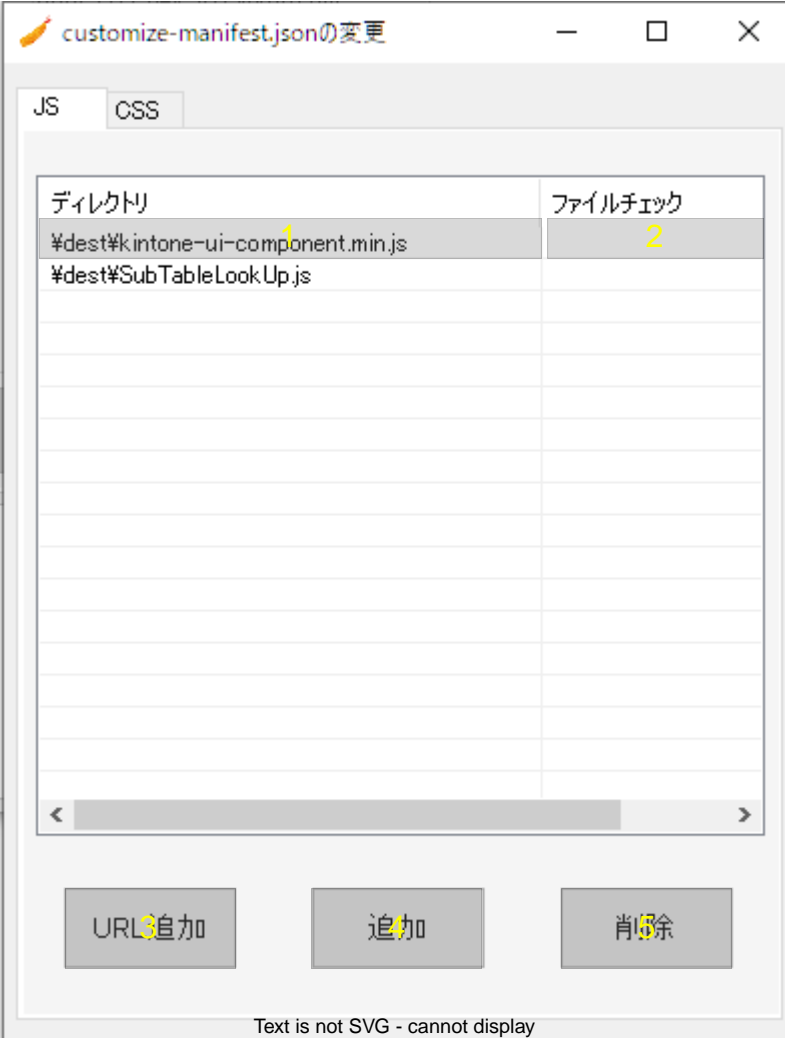 customize-manifest.jsonの変更
JS CSS
ディレクトリ ファイルチェック
¥dest¥kintone-ui-component.min.js 1 2
¥dest¥SubTableLookUp.js
URL追加 3 追加 4 削除 5
Text is not SVG - cannot display